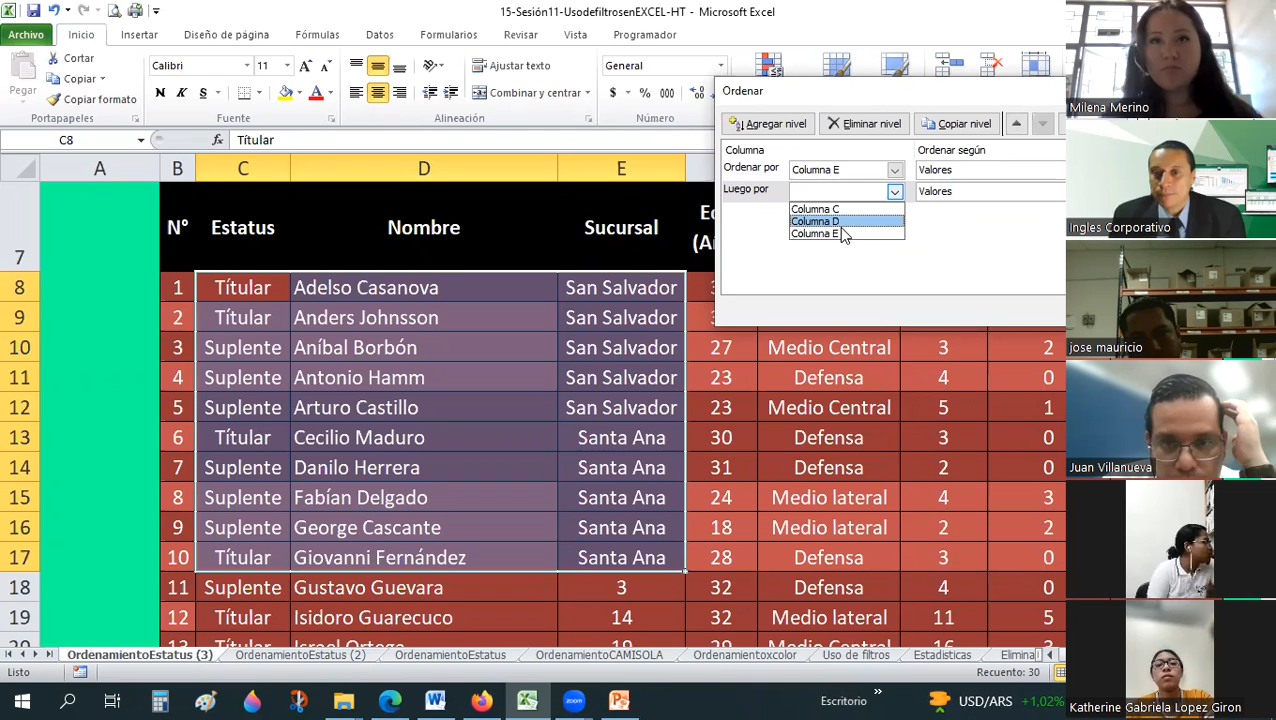 15-Sesión11-UsodefiltrosenEXCEL-HT - Microsoft Excel
Archivo Inicio Insertar Diseño de página Fórmulas Datos Revisar Vista Programador
Pegar
Cortar
Copiar
Copiar formato
Portapapeles
Calibri 11
N K S
Fuente
Ajustar texto
Combinar y centrar
Alineación
General
$ % 000
Número
C8 fx Títular
A B C D E
7 Nº Estatus Nombre Sucursal
8 1 Títular Adelso Casanova San Salvador
9 2 Títular Anders Johnsson San Salvador
10 3 Suplente Aníbal Borbón San Salvador 27 Medio Central 3 2
11 4 Suplente Antonio Hamm San Salvador 23 Defensa 4 0
12 5 Suplente Arturo Castillo San Salvador 23 Medio Central 5 1
13 6 Títular Cecilio Maduro Santa Ana 30 Defensa 3 0
14 7 Suplente Danilo Herrera Santa Ana 31 Defensa 2 0
15 8 Suplente Fabían Delgado Santa Ana 24 Medio lateral 4 3
16 9 Suplente George Cascante Santa Ana 18 Medio lateral 2 2
17 10 Títular Giovanni Fernández Santa Ana 28 Defensa 3 0
18 11 Suplente Gustavo Guevara 3 32 Defensa 4 0
19 12 Títular Isidoro Guarecuco 14 32 Medio lateral 11 5
Ordenar
Agregar nivel Eliminar nivel Copiar nivel
Columna Ordenar según
Ordenar por Columna E Valores
Luego por Valores
Columna C
Columna D
Columna E
OrdenamientoEstatus (3) OrdenamientoEstatus (2) OrdenamientoEstatus OrdenamientoCAMISOLA Ordenamientoxcolor Uso de filtros Estadisticas Elimina
Listo Recuento: 30
Escritorio » USD/ARS +1,02%
Milena Merino
Ingles Corporativo
jose mauricio
Juan Villanueva
Katherine Gabriela Lopez Giron